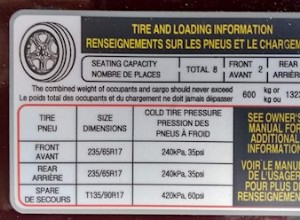 TIRE AND LOADING INFORMATION
RENSEIGNEMENTS SUR LES PNEUS ET LE CHARGEM
SEATING CAPACITY TOTAL 8 FRONT 2 REAR
NOMBRE DE PLACES AVANT ARRIÈR
The combined weight of occupants and cargo should never exceed 600 kg or 1323
Le poids total des occupants et du chargement ne doit jamais dépasser kg ou
TIRE SIZE COLD TIRE PRESSURE
PNEU DIMENSIONS PRESSION DES
PNEUS À FROID
FRONT 235/65R17 240kPa, 35psi
AVANT
REAR 235/65R17 240kPa, 35psi
ARRIÈRE
SPARE T135/90R17 420kPa, 60psi
DE SECOURS
SEE OWNER'S
MANUAL FOR
ADDITIONAL
INFORMATION
VOIR LE MANUEL
DE L'USAGER
POUR PLUS DE
RENSEIGNEMENTS